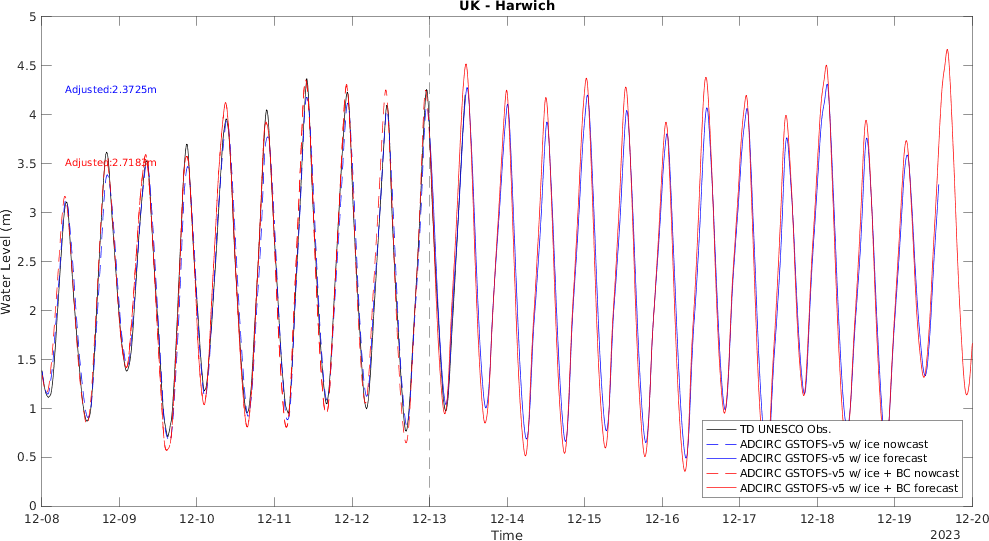 UK - Harwich
5
4.5
4
3.5
3
2.5
2
1.5
1
0.5
0
Water Level (m)
Adjusted:2.3725m
Adjusted:2.7183m
TD UNESCO Obs.
ADCIRC GSTOFS-v5 w/ ice nowcast
ADCIRC GSTOFS-v5 w/ ice forecast
ADCIRC GSTOFS-v5 w/ ice + BC nowcast
ADCIRC GSTOFS-v5 w/ ice + BC forecast
12-08 12-09 12-10 12-11 12-12 12-13 12-14 12-15 12-16 12-17 12-18 12-19 12-20
Time
2023